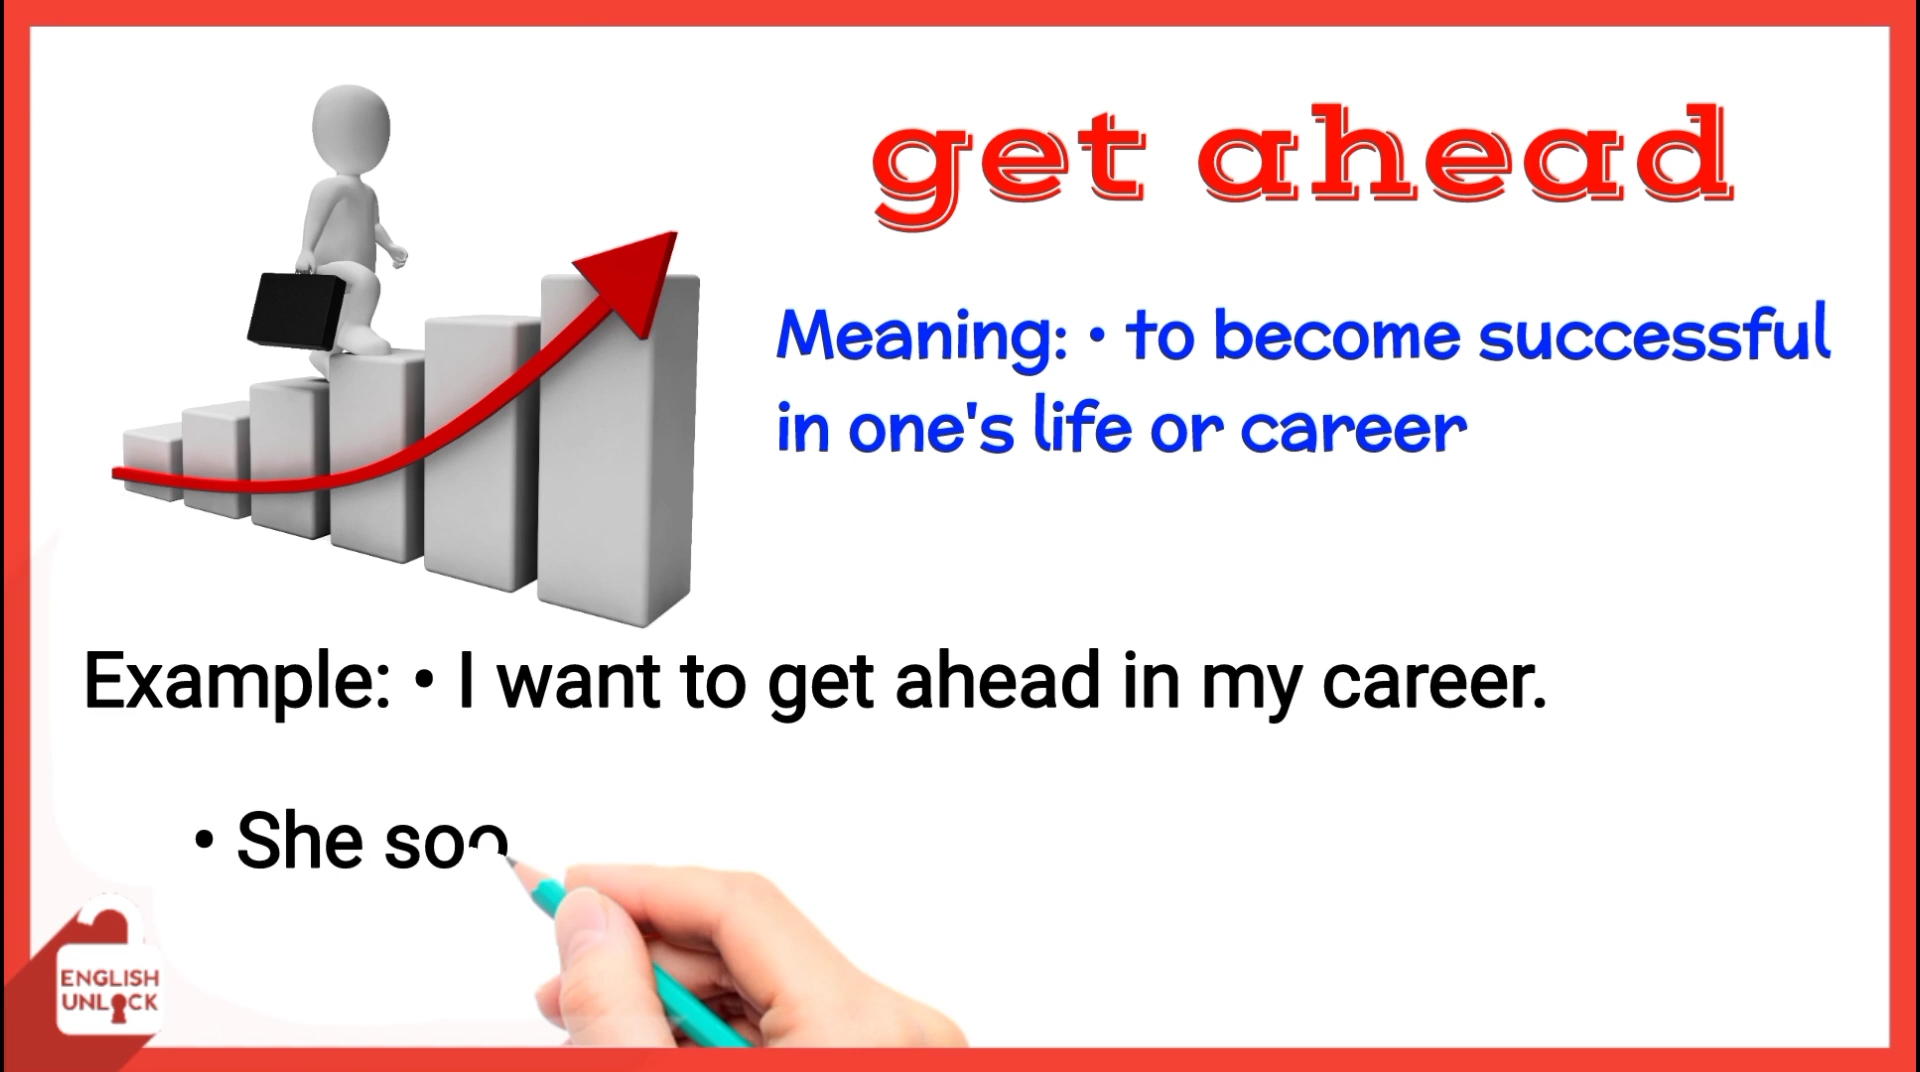 get ahead
Meaning: • to become successful
in one's life or career
Example: • I want to get ahead in my career.
• She
ENGLISH
UNLOCK